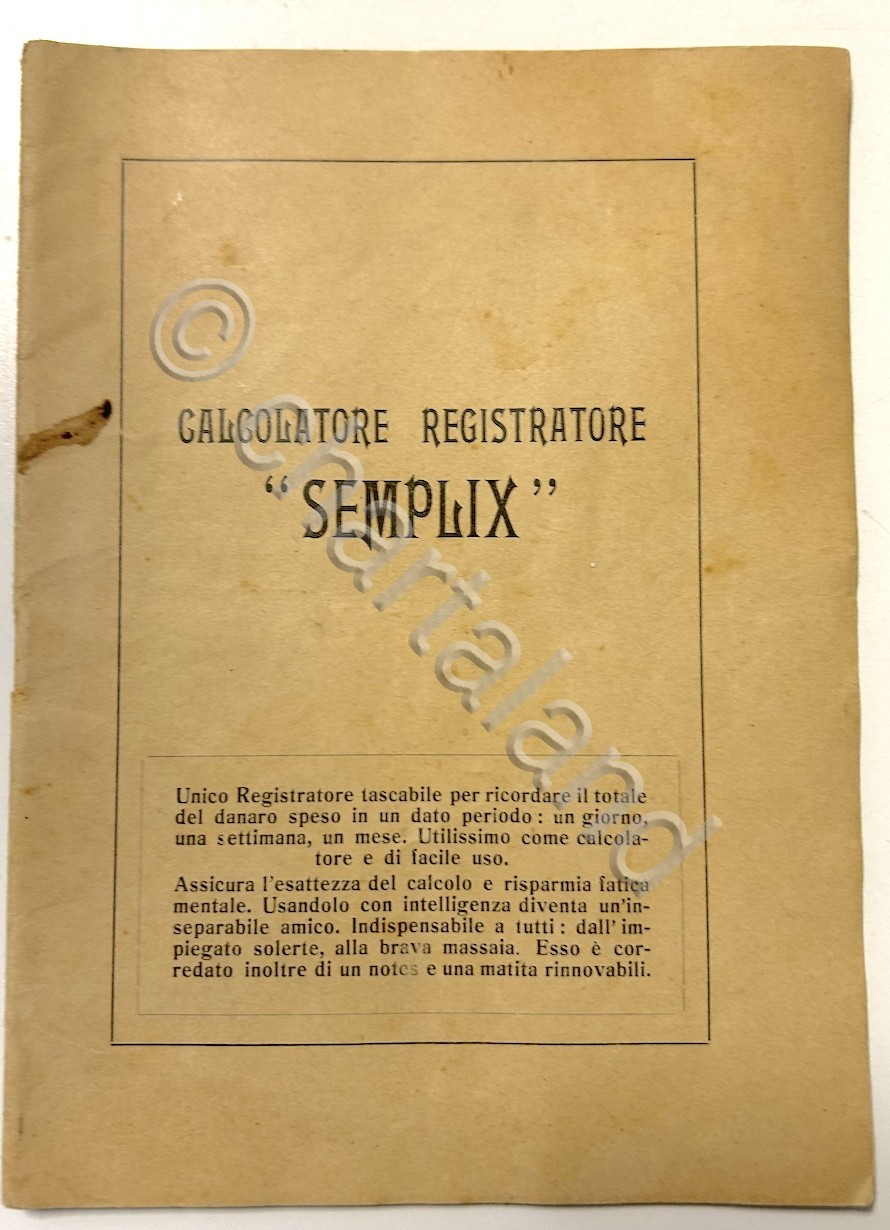 CALCOLATORE REGISTRATORE
“SEMPLIX”
Unico Registratore tascabile per ricordare il totale
del danaro speso in un dato periodo : un giorno,
una settimana, un mese. Utilissimo come calcola-
tore e di facile uso.
Assicura l'esattezza del calcolo e risparmia fatica
mentale. Usandolo con intelligenza diventa un'in-
separabile amico. Indispensabile a tutti : dall' im-
piegato solerte, alla brava massaia. Esso è cor-
redato inoltre di un notes e una matita rinnovabili.
© chartaland